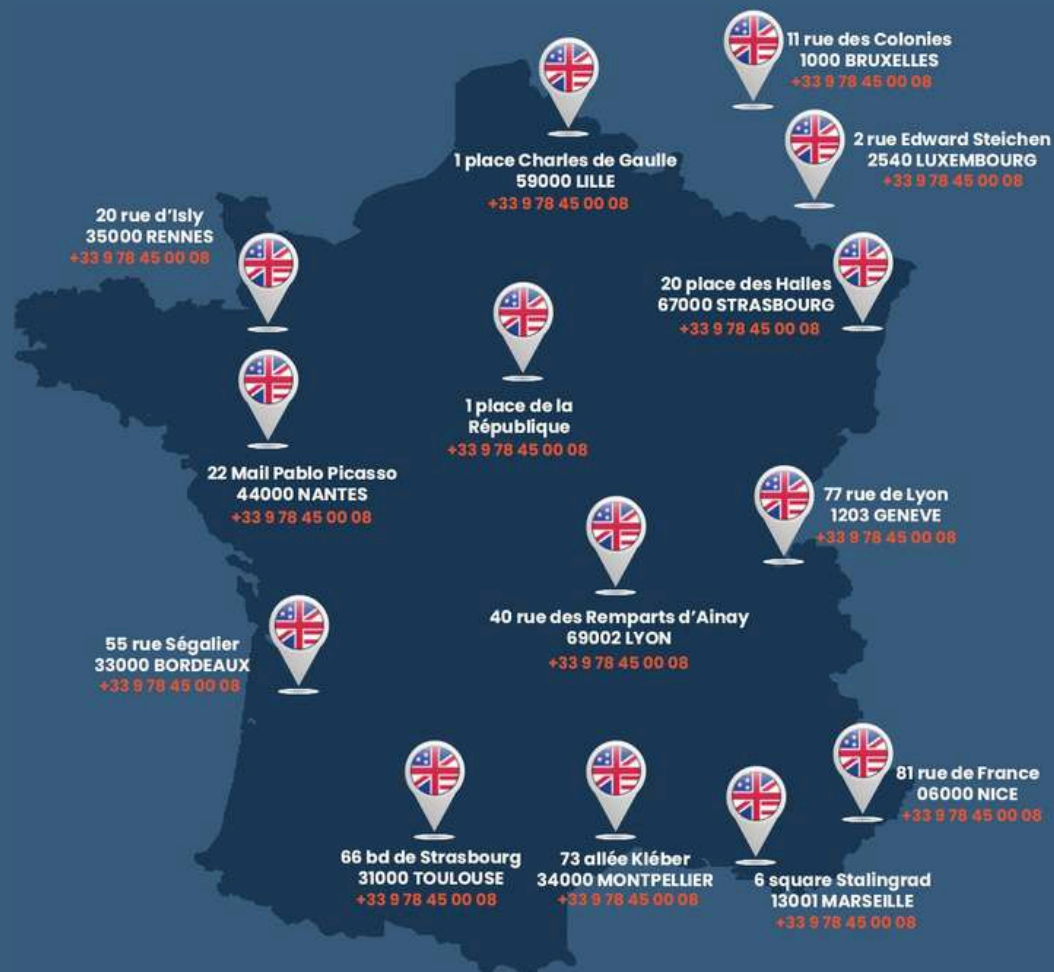 11 rue des Colonies
1000 BRUXELLES
+33 9 78 45 00 08
2 rue Edward Steichen
2540 LUXEMBOURG
+33 9 78 45 00 08
1 place Charles de Gaulle
59000 LILLE
+33 9 78 45 00 08
20 rue d'Isly
35000 RENNES
+33 9 78 45 00 08
20 place des Halles
67000 STRASBOURG
+33 9 78 45 00 08
1 place de la
République
+33 9 78 45 00 08
22 Mail Pablo Picasso
44000 NANTES
+33 9 78 45 00 08
77 rue de Lyon
1203 GENEVE
+33 9 78 45 00 08
40 rue des Remparts d'Ainay
69002 LYON
+33 9 78 45 00 08
55 rue Ségalier
33000 BORDEAUX
+33 9 78 45 00 08
81 rue de France
06000 NICE
+33 9 78 45 00 08
66 bd de Strasbourg
31000 TOULOUSE
+33 9 78 45 00 08
73 allée Kléber
34000 MONTPELLIER
+33 9 78 45 00 08
6 square Stalingrad
13001 MARSEILLE
+33 9 78 45 00 08